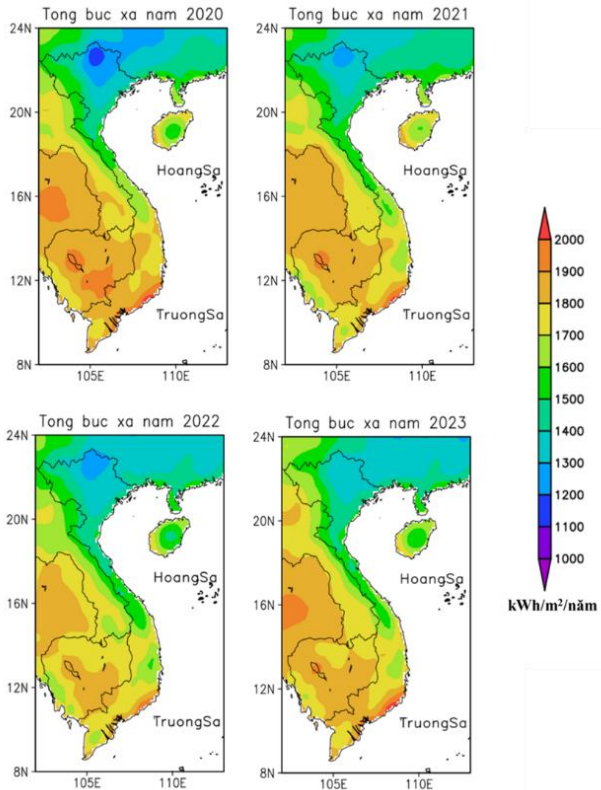 Tong buc xa nam 2020
24N
20N
16N
12N
8N
105E
110E
HoangSa
TruongSa
Tong buc xa nam 2021
24N
20N
16N
12N
8N
105E
110E
HoangSa
TruongSa
Tong buc xa nam 2022
24N
20N
16N
12N
8N
105E
110E
HoangSa
TruongSa
Tong buc xa nam 2023
24N
20N
16N
12N
8N
105E
110E
HoangSa
TruongSa
2000
1900
1800
1700
1600
1500
1400
1300
1200
1100
1000
kWh/m²/năm